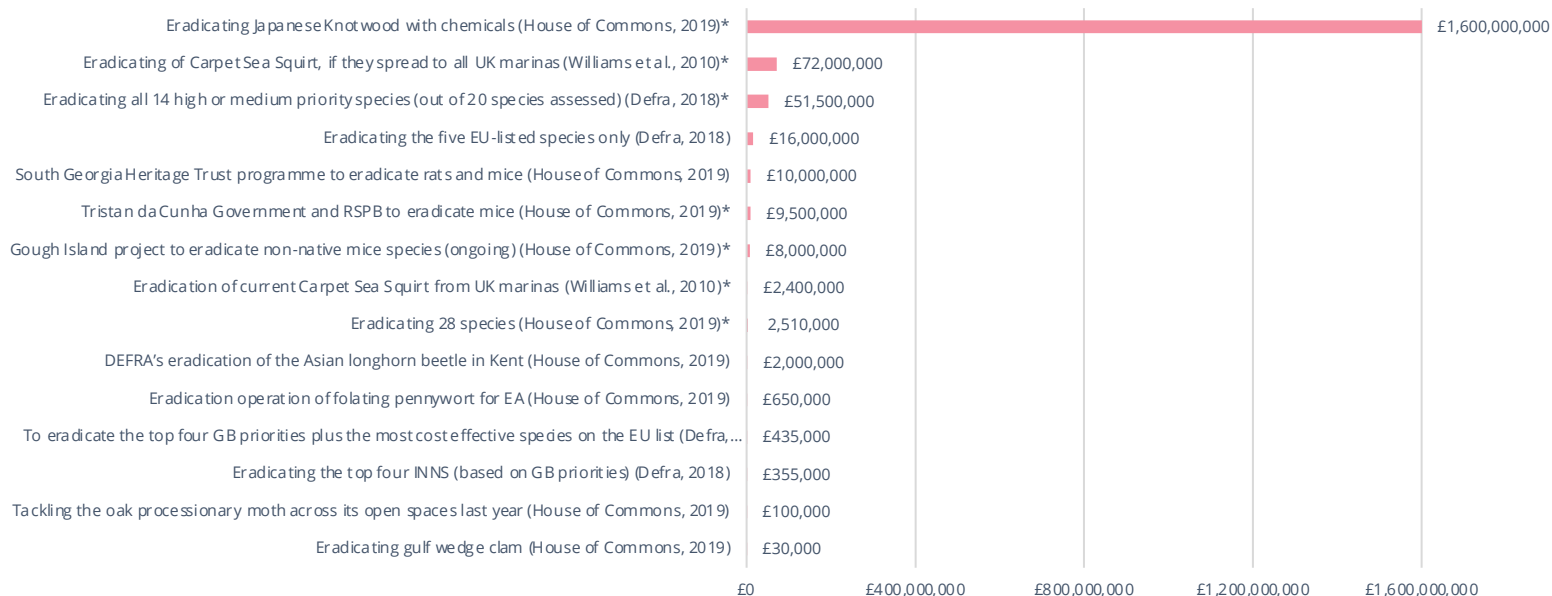 Eradicating Japanese Knotwood with chemicals (House of Commons, 2019)* £1,600,000,000
Eradicating of Carpet Sea Squirt, if they spread to all UK marinas (Williams et al., 2010)* £72,000,000
Eradicating all 14 high or medium priority species (out of 20 species assessed) (Defra, 2018)* £51,500,000
Eradicating the five EU-listed species only (Defra, 2018) £16,000,000
South Georgia Heritage Trust programme to eradicate rats and mice (House of Commons, 2019) £10,000,000
Tristan da Cunha Government and RSPB to eradicate mice (House of Commons, 2019)* £9,500,000
Gough Island project to eradicate non-native mice species (ongoing) (House of Commons, 2019)* £8,000,000
Eradication of current Carpet Sea Squirt from UK marinas (Williams et al., 2010)* £2,400,000
Eradicating 28 species (House of Commons, 2019)* 2,510,000
DEFRA’s eradication of the Asian longhorn beetle in Kent (House of Commons, 2019) £2,000,000
Eradication operation of folating pennywort for EA (House of Commons, 2019) £650,000
To eradicate the top four GB priorities plus the most cost effective species on the EU list (Defra,... £435,000
Eradicating the top four INNS (based on GB priorities) (Defra, 2018) £355,000
Tackling the oak processionary moth across its open spaces last year (House of Commons, 2019) £100,000
Eradicating gulf wedge clam (House of Commons, 2019) £30,000
£0 £400,000,000 £800,000,000 £1,200,000,000 £1,600,000,000